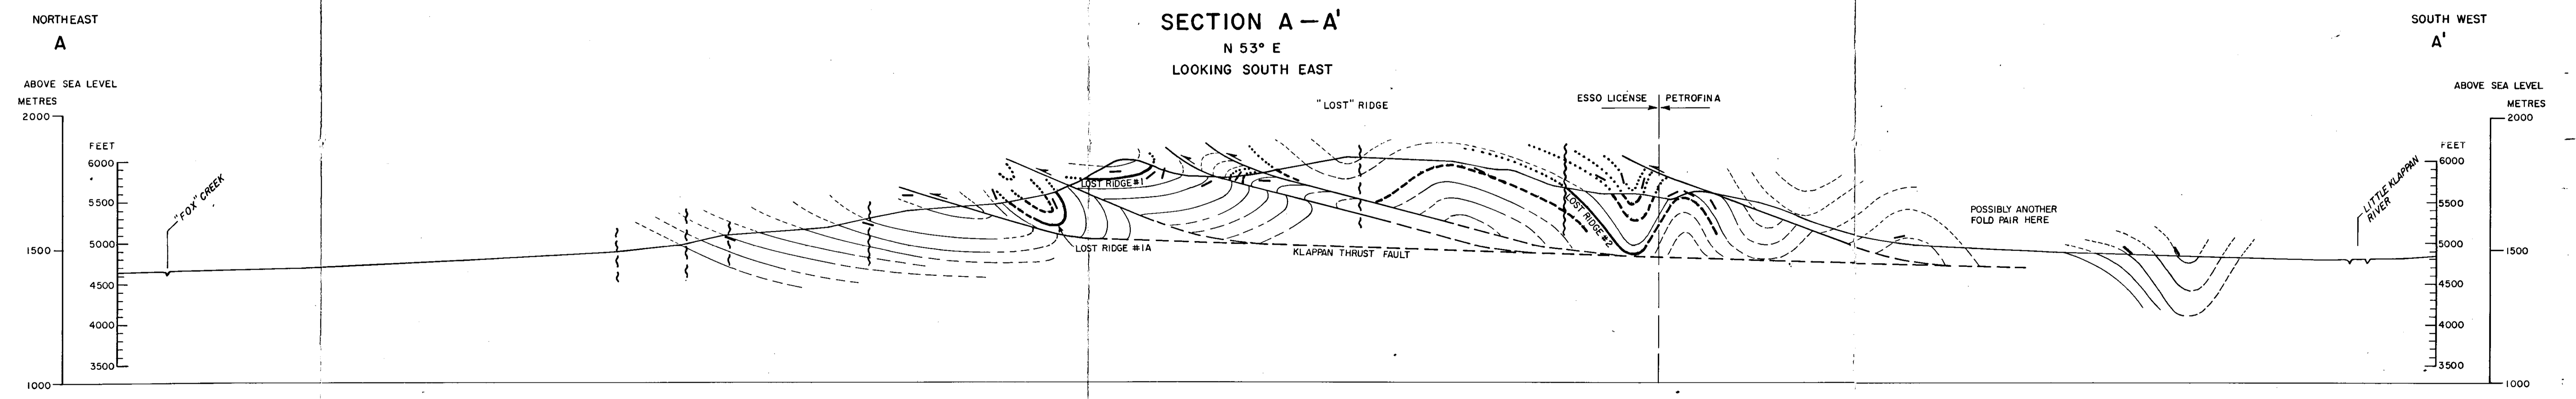 NORTHEAST
A
ABOVE SEA LEVEL
METRES
2000
1500
1000
FEET
6000
5500
5000
4500
4000
3500
"FOX" CREEK
SECTION A—A'
N 53° E
LOOKING SOUTH EAST
"LOST" RIDGE
ESSO LICENSE
PETROFINA
LOST RIDGE #1
LOST RIDGE #1A
KLAPPAN THRUST FAULT
LOST RIDGE #2
POSSIBLY ANOTHER
FOLD PAIR HERE
LITTLE KLAPPAN
RIVER
SOUTH WEST
A'
ABOVE SEA LEVEL
METRES
2000
1500
1000
FEET
6000
5500
5000
4500
4000
3500